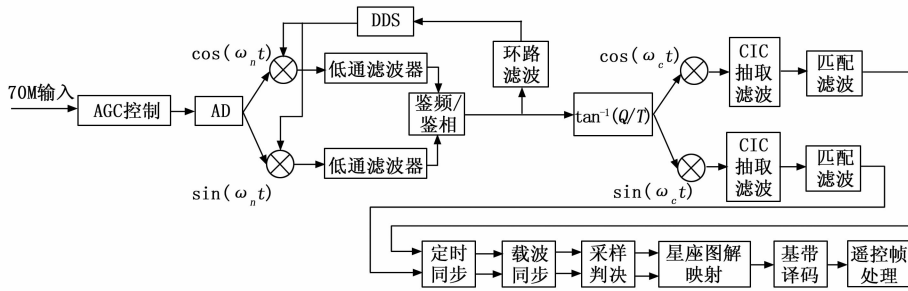 DDS
cos(ωnt)
低通滤波器
环路
滤波
cos(ωct)
CIC
抽取
滤波
匹配
滤波
70M输入
AGC控制
AD
鉴频/
鉴相
tan⁻¹(Q/T)
sin(ωnt)
低通滤波器
sin(ωct)
CIC
抽取
滤波
匹配
滤波
定时
同步
载波
同步
采样
判决
星座图解
映射
基带
译码
遥控帧
处理